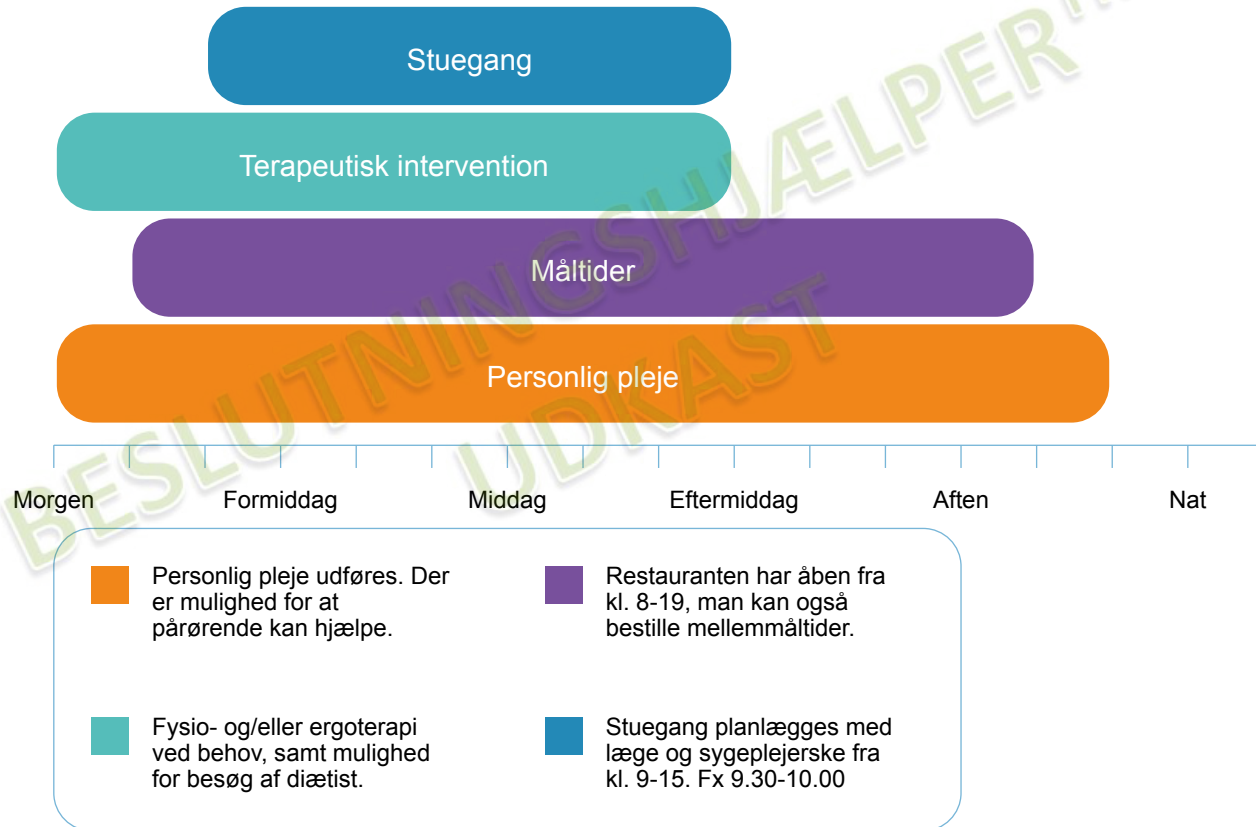 Stuegang
Terapeutisk intervention
Måltider
Personlig pleje
BESLUTNINGSHJÆLPER
UDKAST
Morgen Formiddag Middag Eftermiddag Aften Nat
Personlig pleje udføres. Der
er mulighed for at
pårørende kan hjælpe.
Restauranten har åben fra
kl. 8-19, man kan også
bestille mellemmåltider.
Fysio- og/eller ergoterapi
ved behov, samt mulighed
for besøg af diætist.
Stuegang planlægges med
læge og sygeplejerske fra
kl. 9-15. Fx 9.30-10.00